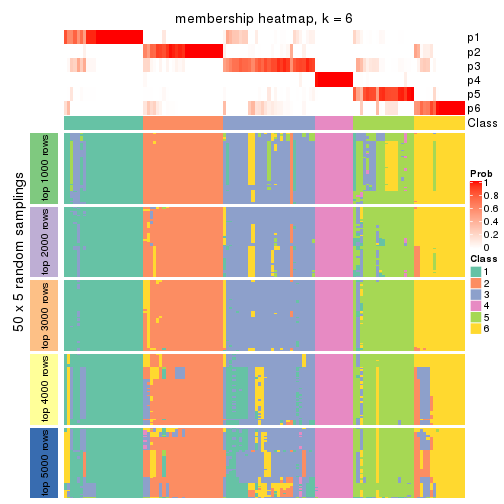 membership heatmap, k = 6
p1
p2
p3
p4
p5
p6
Class
50 x 5 random samplings
top 1000 rows
top 2000 rows
top 3000 rows
top 4000 rows
top 5000 rows
Prob
1
0.8
0.6
0.4
0.2
0
Class
1
2
3
4
5
6